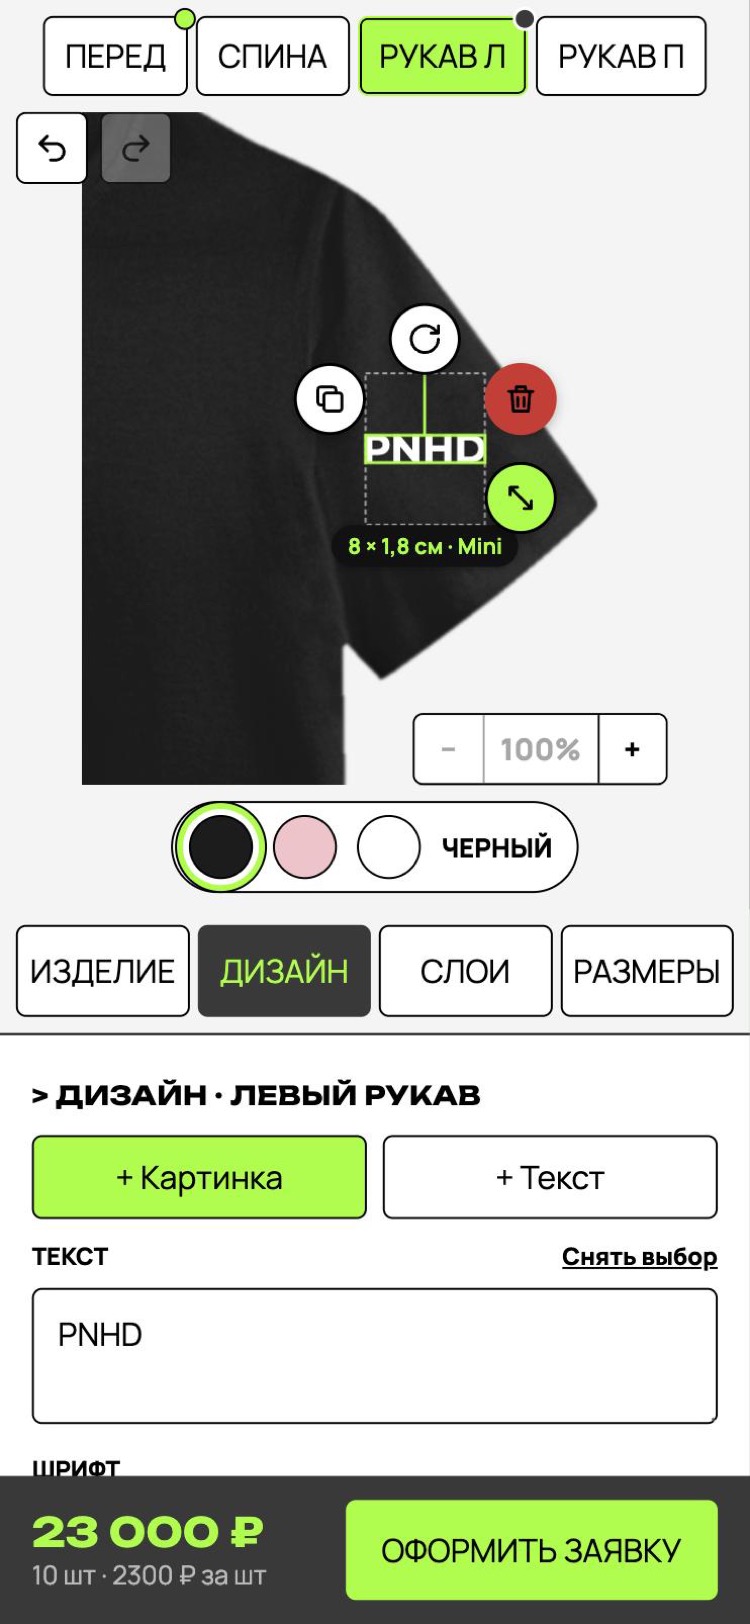 ПЕРЕД СПИНА РУКАВ Л РУКАВ П
PNHD
8 × 1,8 см · Mini
− 100% +
ЧЕРНЫЙ
ИЗДЕЛИЕ ДИЗАЙН СЛОИ РАЗМЕРЫ
> ДИЗАЙН · ЛЕВЫЙ РУКАВ
+ Картинка + Текст
ТЕКСТ Снять выбор
PNHD
ШРИФТ
23 000 ₽
10 шт · 2300 ₽ за шт
ОФОРМИТЬ ЗАЯВКУ